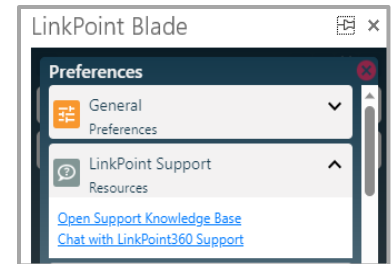 LinkPoint Blade
Preferences
General
Preferences
LinkPoint Support
Resources
Open Support Knowledge Base
Chat with LinkPoint360 Support